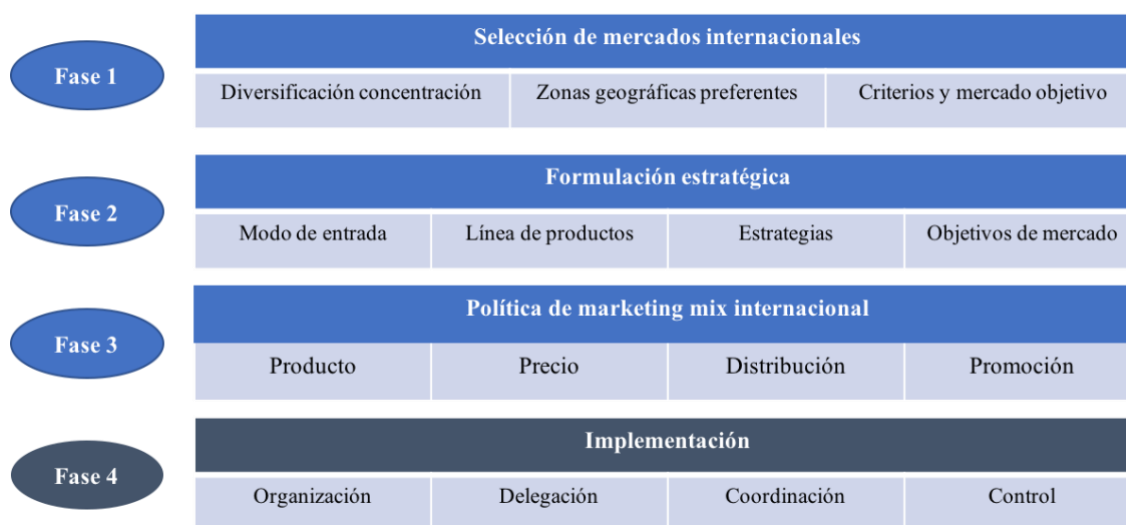 Fase 1
Selección de mercados internacionales
Diversificación concentración
Zonas geográficas preferentes
Criterios y mercado objetivo
Fase 2
Formulación estratégica
Modo de entrada
Línea de productos
Estrategias
Objetivos de mercado
Fase 3
Política de marketing mix internacional
Producto
Precio
Distribución
Promoción
Fase 4
Implementación
Organización
Delegación
Coordinación
Control